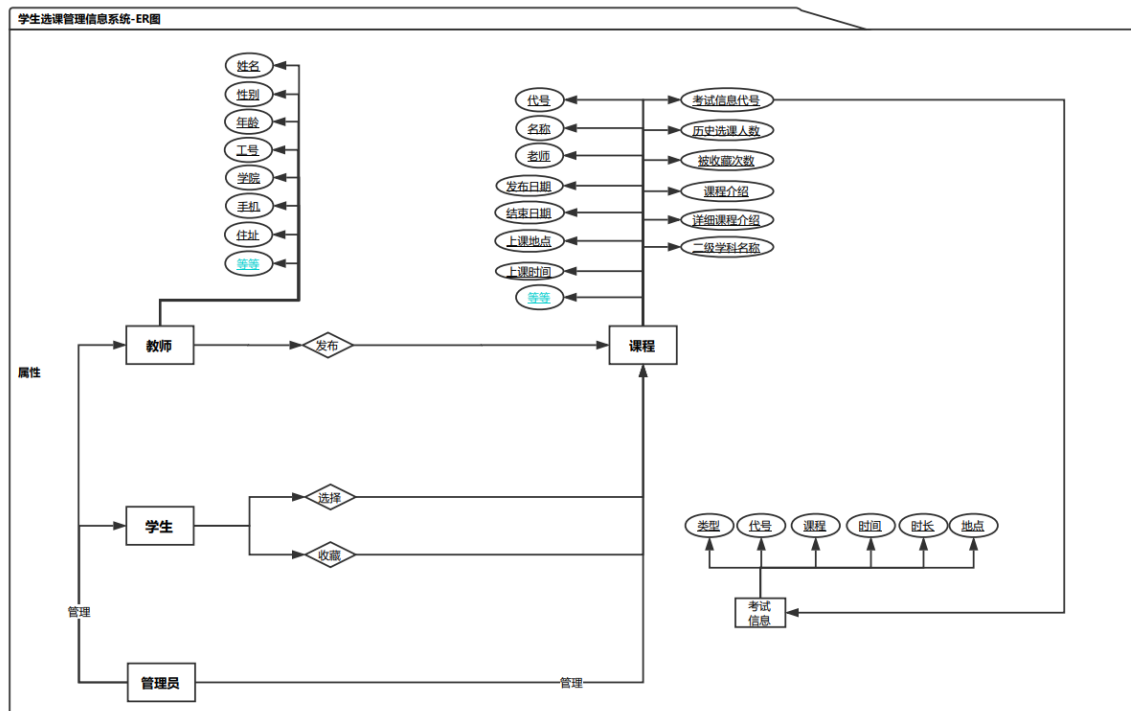 学生选课管理信息系统-ER图
姓名
性别
年龄
工号
学院
手机
住址
等等
代号
名称
老师
发布日期
结束日期
上课地点
上课时间
等等
考试信息代号
历史选课人数
被收藏次数
课程介绍
详细课程介绍
二级学科名称
教师
发布
课程
属性
学生
选择
收藏
类型
代号
课程
时间
时长
地点
考试
信息
管理
管理员
管理